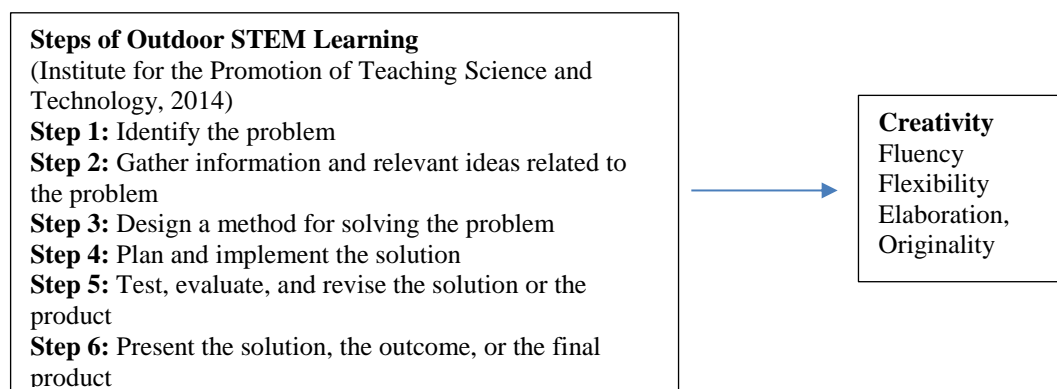 Steps of Outdoor STEM Learning
(Institute for the Promotion of Teaching Science and
Technology, 2014)
Step 1: Identify the problem
Step 2: Gather information and relevant ideas related to
the problem
Step 3: Design a method for solving the problem
Step 4: Plan and implement the solution
Step 5: Test, evaluate, and revise the solution or the
product
Step 6: Present the solution, the outcome, or the final
product
Creativity
Fluency
Flexibility
Elaboration,
Originality